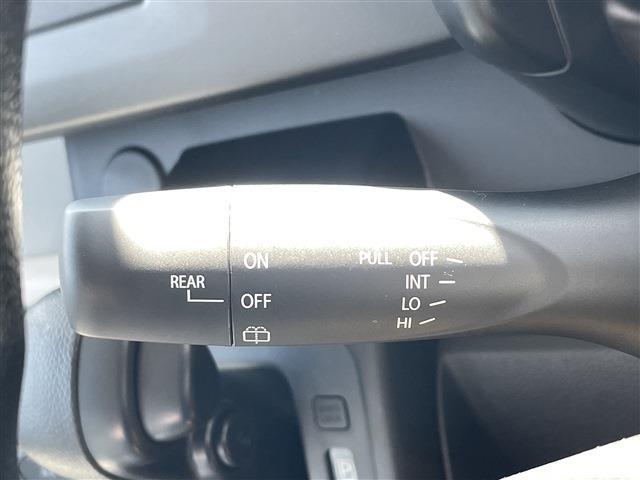 ON
REAR
OFF
PULL OFF
INT
LO
HI
P